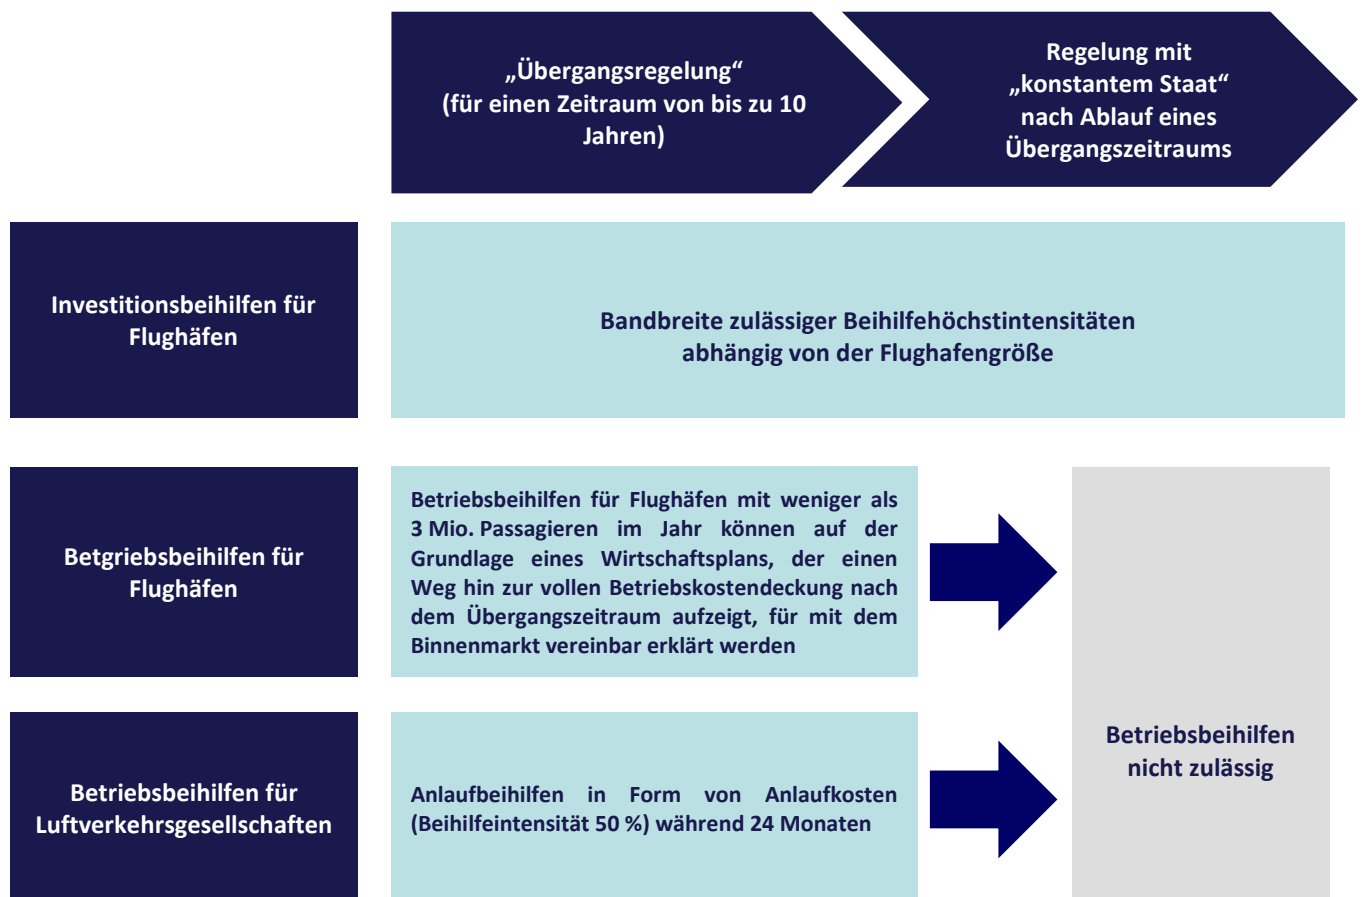 „Übergangsregelung“
(für einen Zeitraum von bis zu 10
Jahren)
Regelung mit
„konstantem Staat“
nach Ablauf eines
Übergangszeitraums
Investitionsbeihilfen für
Flughäfen
Bandbreite zulässiger Beihilfehöchstintensitäten
abhängig von der Flughafengröße
Betgriebsbeihilfen für
Flughäfen
Betriebsbeihilfen für Flughäfen mit weniger als
3 Mio. Passagieren im Jahr können auf der
Grundlage eines Wirtschaftsplans, der einen
Weg hin zur vollen Betriebskostendeckung nach
dem Übergangszeitraum aufzeigt, für mit dem
Binnenmarkt vereinbar erklärt werden
Betriebsbeihilfen
nicht zulässig
Betriebsbeihilfen für
Luftverkehrsgesellschaften
Anlaufbeihilfen in Form von Anlaufkosten
(Beihilfeintensität 50 %) während 24 Monaten